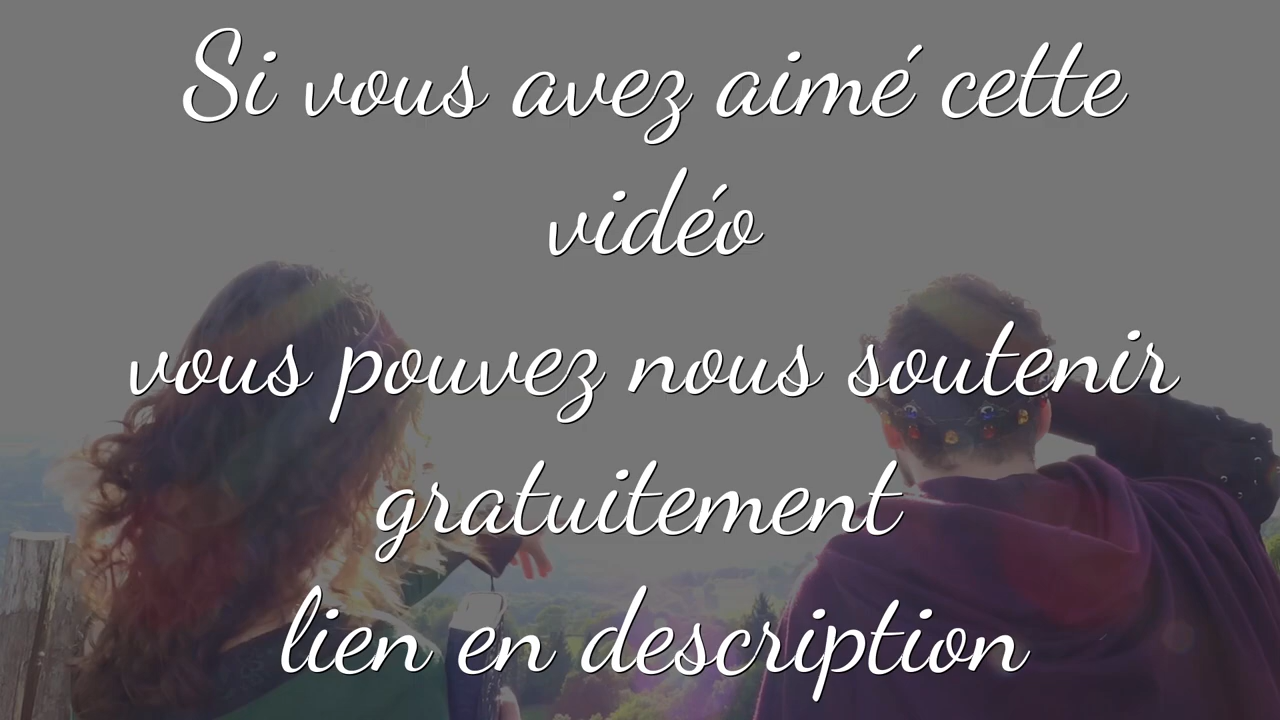 Si vous avez aimé cette
vidéo
vous pouvez nous soutenir
gratuitement
lien en description